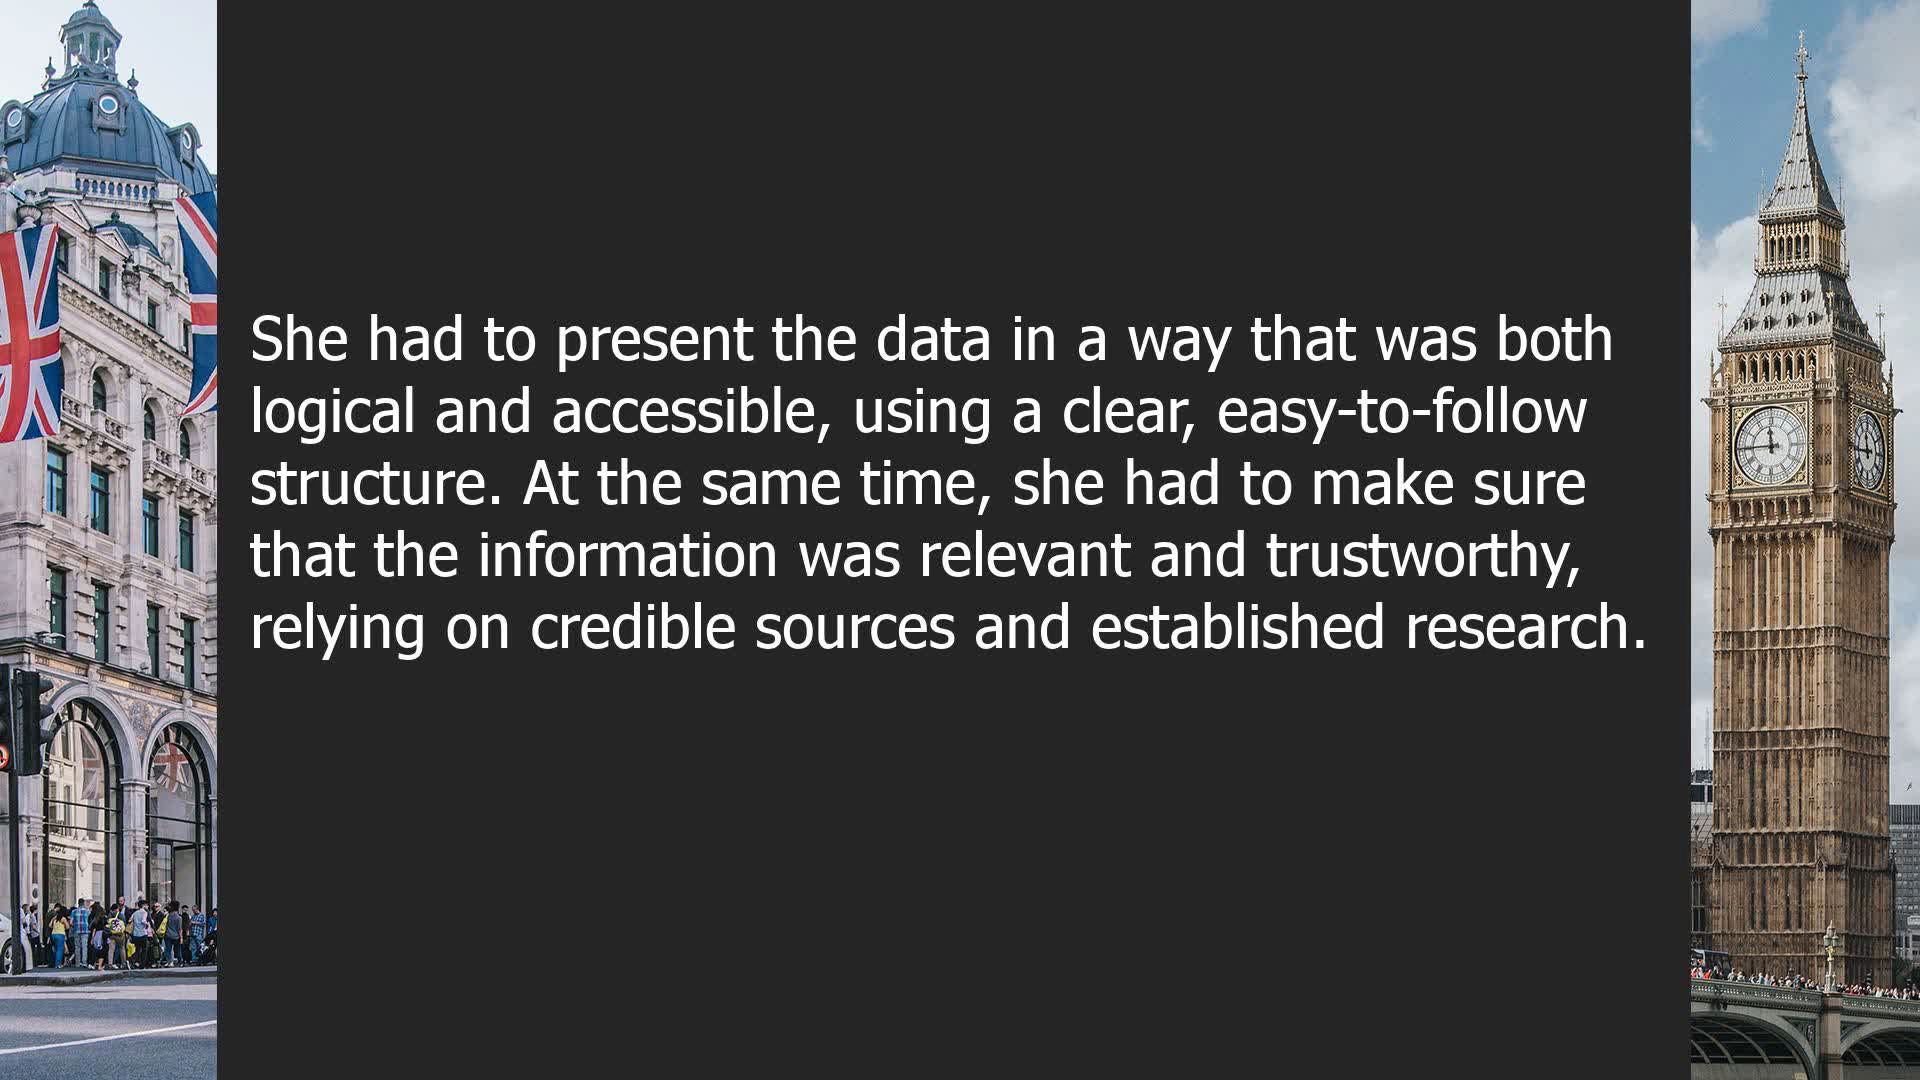 She had to present the data in a way that was both
logical and accessible, using a clear, easy-to-follow
structure. At the same time, she had to make sure
that the information was relevant and trustworthy,
relying on credible sources and established research.